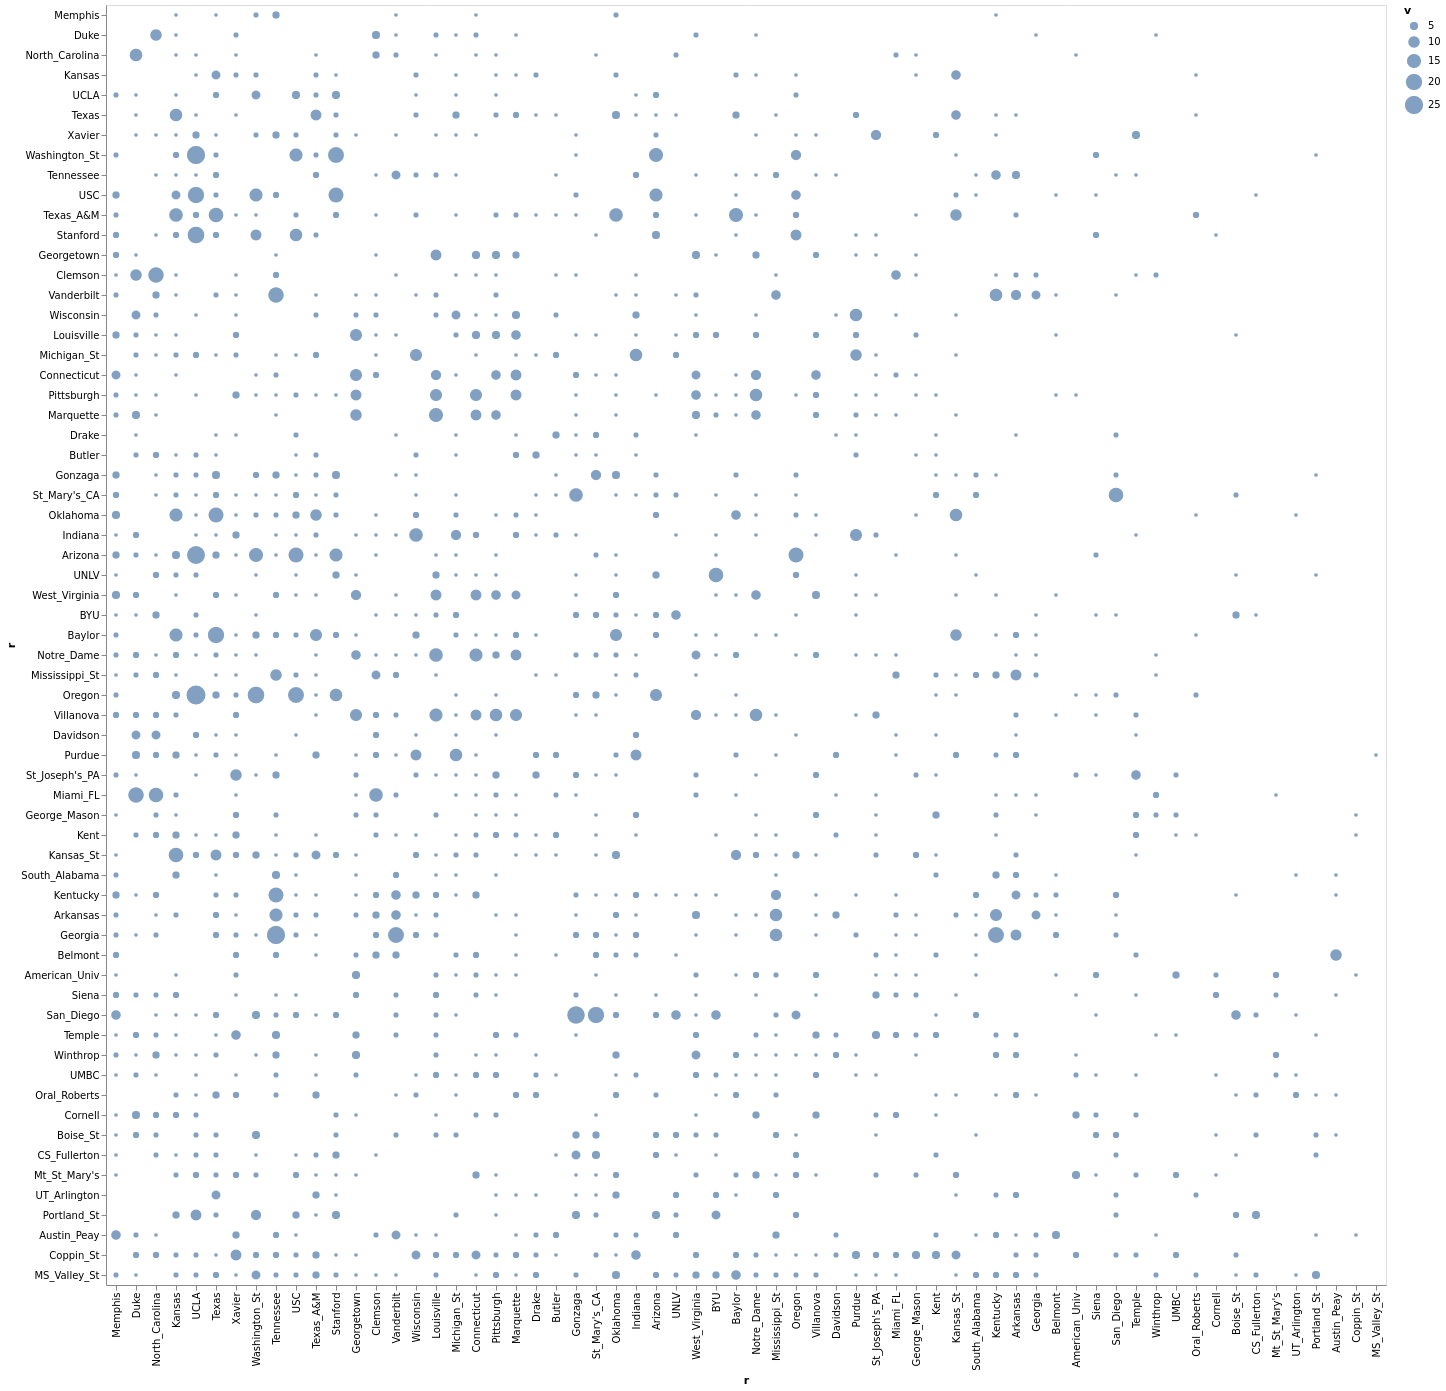 v
5
10
15
20
25
Memphis
Duke
North_Carolina
Kansas
UCLA
Texas
Xavier
Washington_St
Tennessee
USC
Texas_A&M
Stanford
Georgetown
Clemson
Vanderbilt
Wisconsin
Louisville
Michigan_St
Connecticut
Pittsburgh
Marquette
Drake
Butler
Gonzaga
St_Mary's_CA
Oklahoma
Indiana
Arizona
UNLV
West_Virginia
BYU
Baylor
r
Notre_Dame
Mississippi_St
Oregon
Villanova
Davidson
Purdue
St_Joseph's_PA
Miami_FL
George_Mason
Kent
Kansas_St
South_Alabama
Kentucky
Arkansas
Georgia
Belmont
American_Univ
Siena
San_Diego
Temple
Winthrop
UMBC
Oral_Roberts
Cornell
Boise_St
CS_Fullerton
Mt_St_Mary's
UT_Arlington
Portland_St
Austin_Peay
Coppin_St
MS_Valley_St
Memphis
Duke
North_Carolina
Kansas
UCLA
Texas
Xavier
Washington_St
Tennessee
USC
Texas_A&M
Stanford
Georgetown
Clemson
Vanderbilt
Wisconsin
Louisville
Michigan_St
Connecticut
Pittsburgh
Marquette
Drake
Butler
Gonzaga
St_Mary's_CA
Oklahoma
Indiana
Arizona
UNLV
West_Virginia
BYU
Baylor
Notre_Dame
Mississippi_St
Oregon
Villanova
Davidson
Purdue
St_Joseph's_PA
Miami_FL
George_Mason
Kent
Kansas_St
South_Alabama
Kentucky
Arkansas
Georgia
Belmont
American_Univ
Siena
San_Diego
Temple
Winthrop
UMBC
Oral_Roberts
Cornell
Boise_St
CS_Fullerton
Mt_St_Mary's
UT_Arlington
Portland_St
Austin_Peay
Coppin_St
MS_Valley_St
r